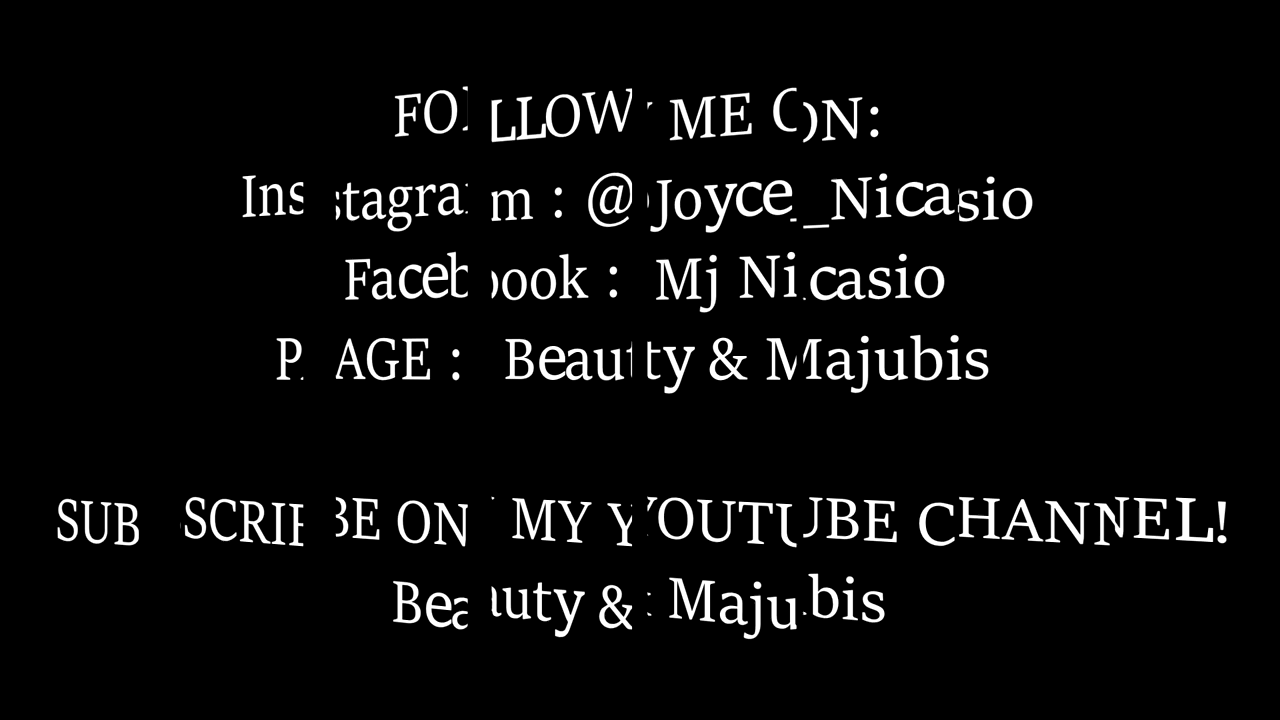 FOLLOW ME ON:
Instagram : @Joyce_Nicasio
Facebook : Mj Nicasio
PAGE : Beauty & Majubis
SUBSCRIBE ON MY YOUTUBE CHANNEL!
Beauty & Majubis